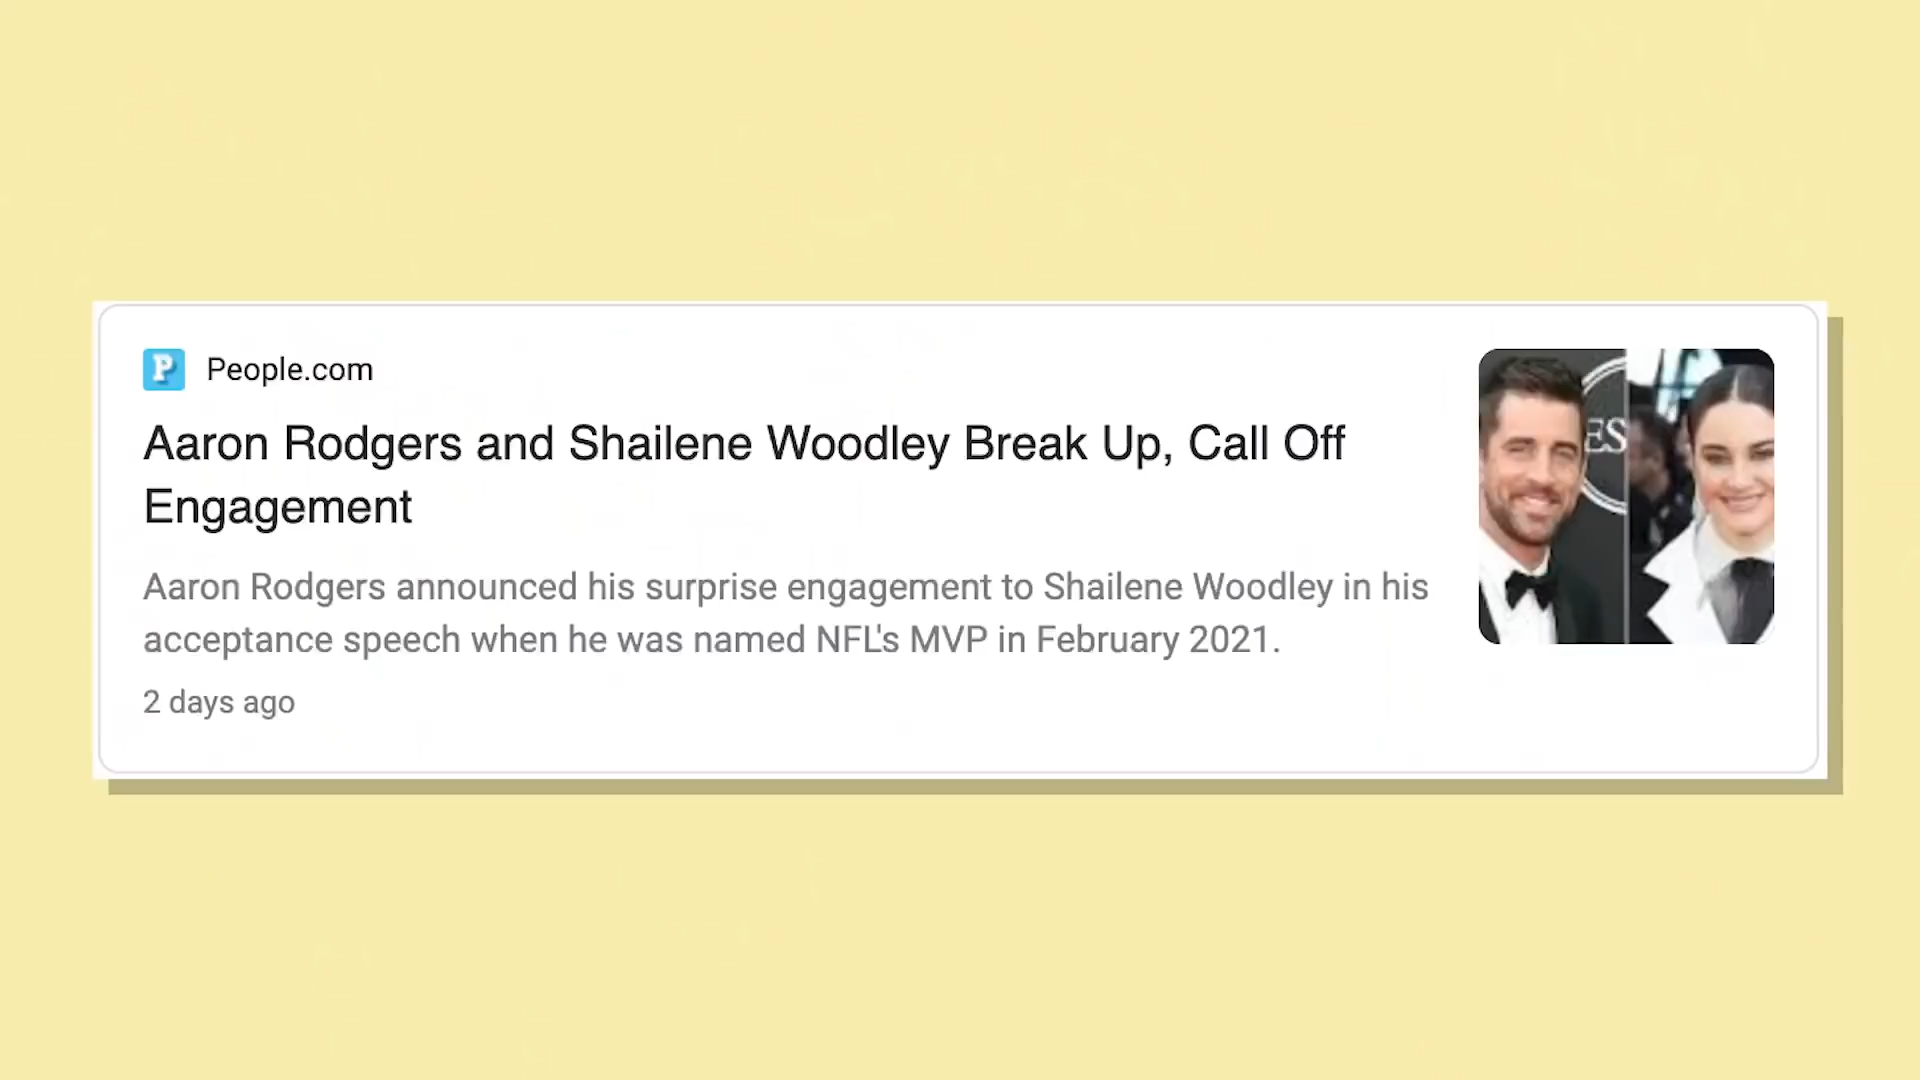 P People.com
Aaron Rodgers and Shailene Woodley Break Up, Call Off
Engagement
Aaron Rodgers announced his surprise engagement to Shailene Woodley in his
acceptance speech when he was named NFL's MVP in February 2021.
2 days ago
ES